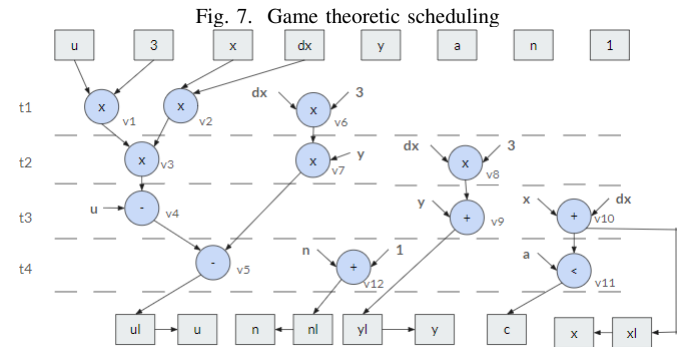 Fig. 7. Game theoretic scheduling
u 3 x dx y a n 1
dx 3
t1 x v1 x v2 x v6
dx 3
t2 x v3 x v7 y x v8
t3 u - v4 y + v9 x + v10 dx
n 1 a
t4 - v5 + v12 < v11
ul u n nl yl y c x xl